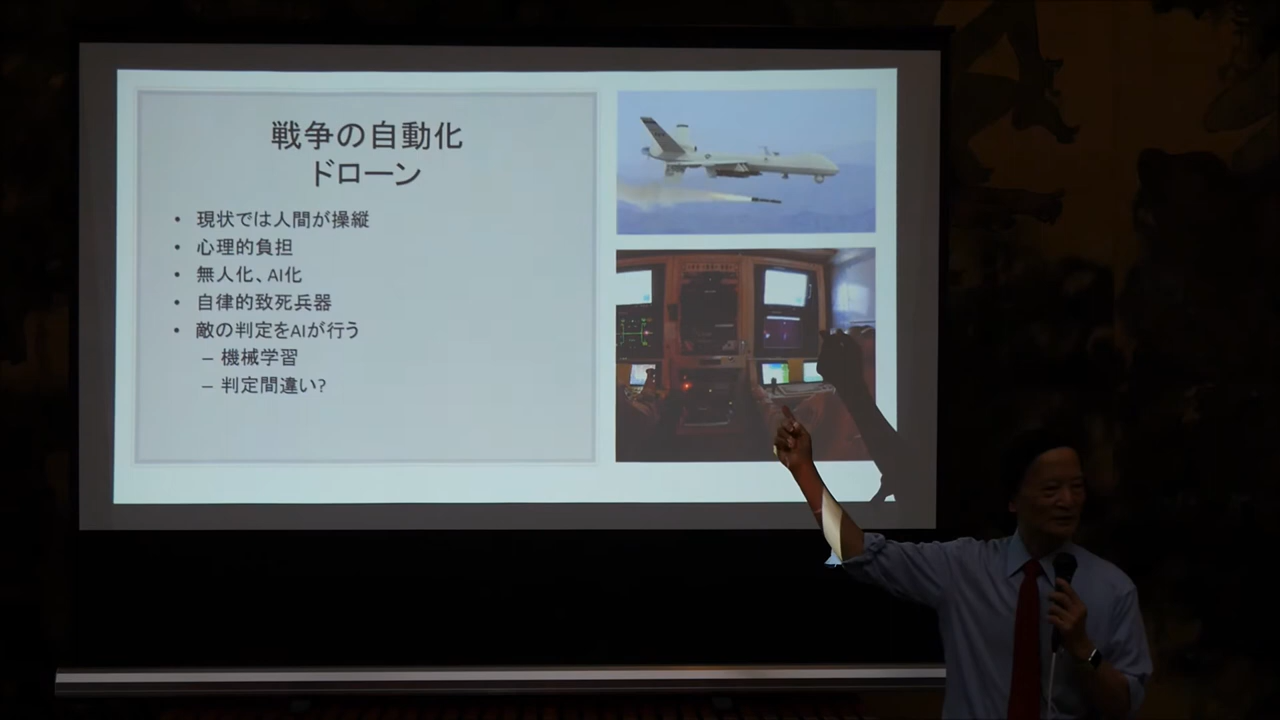 戦争の自動化
ドローン
• 現状では人間が操縦
• 心理的負担
• 無人化、AI化
• 自律的致死兵器
• 敵の判定をAIが行う
– 機械学習
– 判定間違い?